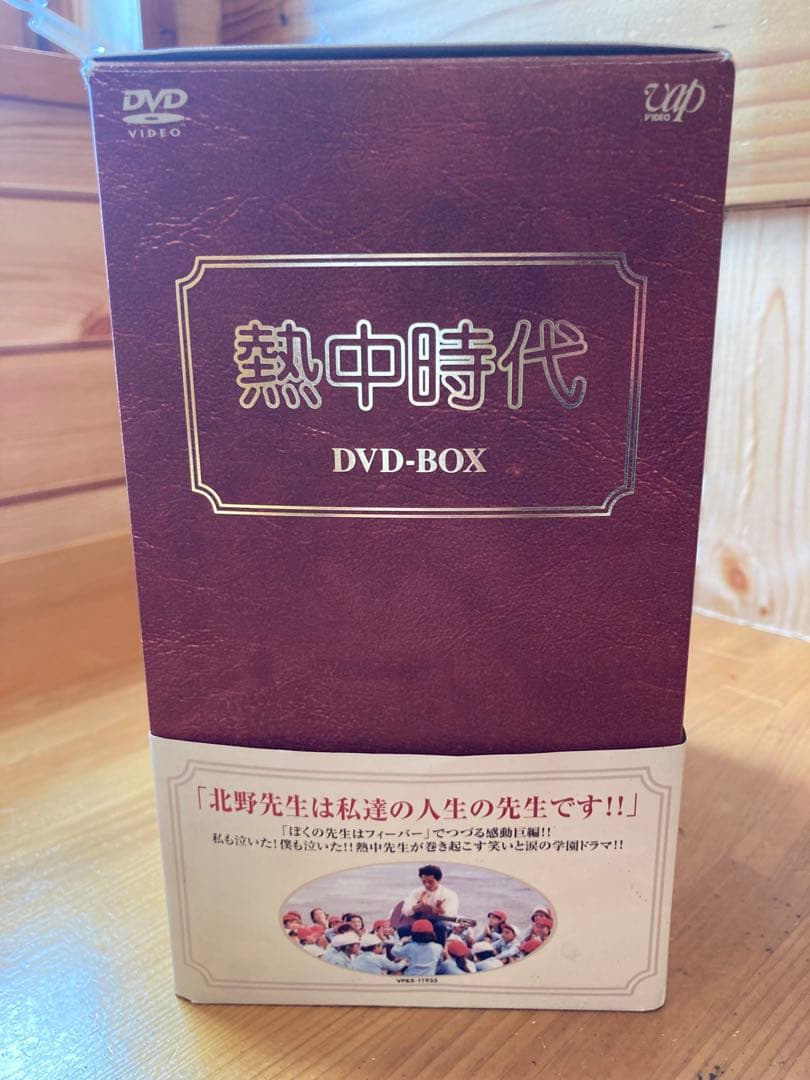 DVD
VIDEO
vap
VIDEO
熱中時代
DVD-BOX
「北野先生は私達の人生の先生です!!」
「ぼくの先生はフィーバー」でつづる感動巨編!!
私も泣いた!僕も泣いた!!熱中先生が巻き起こす笑いと涙の学園ドラマ!!
VPBX-11955